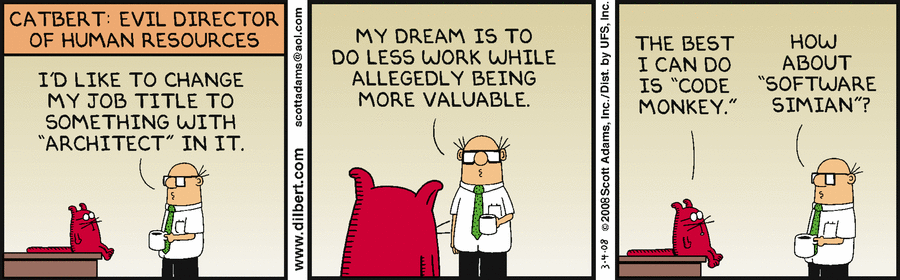 CATBERT: EVIL DIRECTOR
OF HUMAN RESOURCES
I'D LIKE TO CHANGE
MY JOB TITLE TO
SOMETHING WITH
"ARCHITECT" IN IT.
www.dilbert.com
scottadams@aol.com
MY DREAM IS TO
DO LESS WORK WHILE
ALLEGEDLY BEING
MORE VALUABLE.
3-4-08 © 2008 Scott Adams, Inc./Dist. by UFS, Inc.
THE BEST
I CAN DO
IS "CODE
MONKEY."
HOW
ABOUT
"SOFTWARE
SIMIAN"?